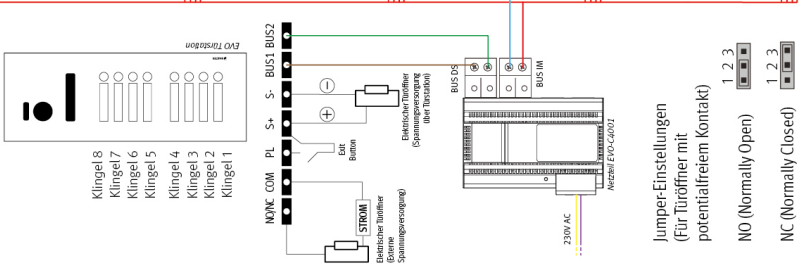 EVO Türstation
Klingel 8
Klingel 7
Klingel 6
Klingel 5
Klingel 4
Klingel 3
Klingel 2
Klingel 1
BUS2
BUS1
S-
S+
PL
COM
NO/NC
−
+
Elektrischer Türöffner
(Spannungsversorgung
über Türstation)
Exit
Button
STROM
Elektrischer Türöffner
(Externe
Spannungsversorgung)
BUS DS
BUS IM
Netzteil EVO-C4001
230V AC
Jumper-Einstellungen
(Für Türöffner mit
potentialfreiem Kontakt)
NO (Normally Open)
1 2 3
NC (Normally Closed)
1 2 3